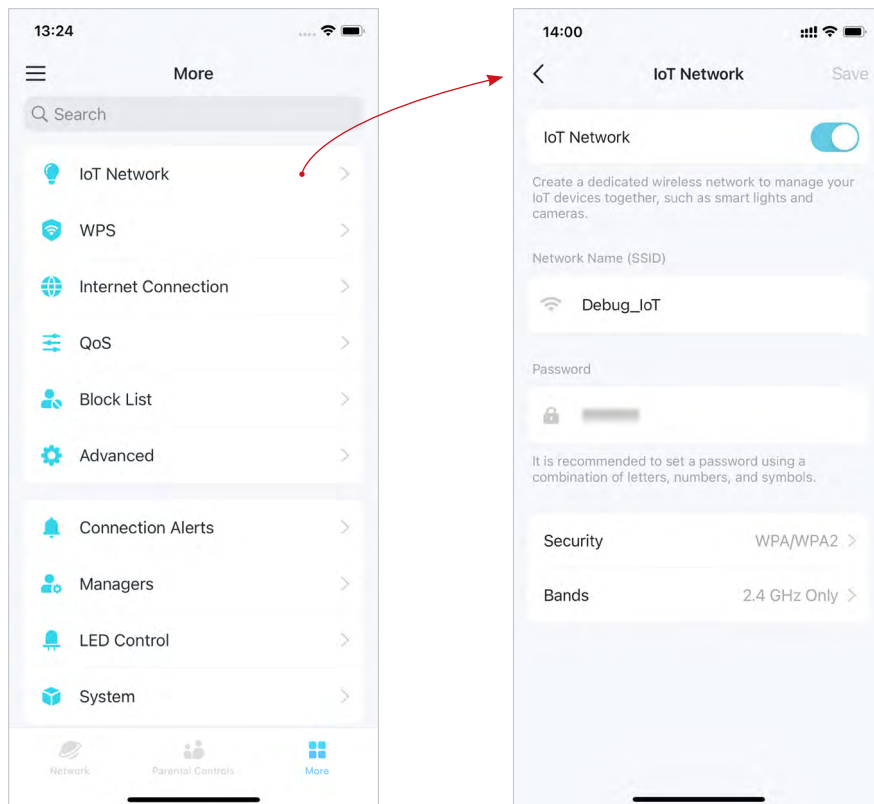 13:24
More
Search
IoT Network
WPS
Internet Connection
QoS
Block List
Advanced
Connection Alerts
Managers
LED Control
System
Network
Parental Controls
More
14:00
IoT Network
Save
IoT Network
Create a dedicated wireless network to manage your
IoT devices together, such as smart lights and
cameras.
Network Name (SSID)
Debug_IoT
Password
It is recommended to set a password using a
combination of letters, numbers, and symbols.
Security
WPA/WPA2
Bands
2.4 GHz Only